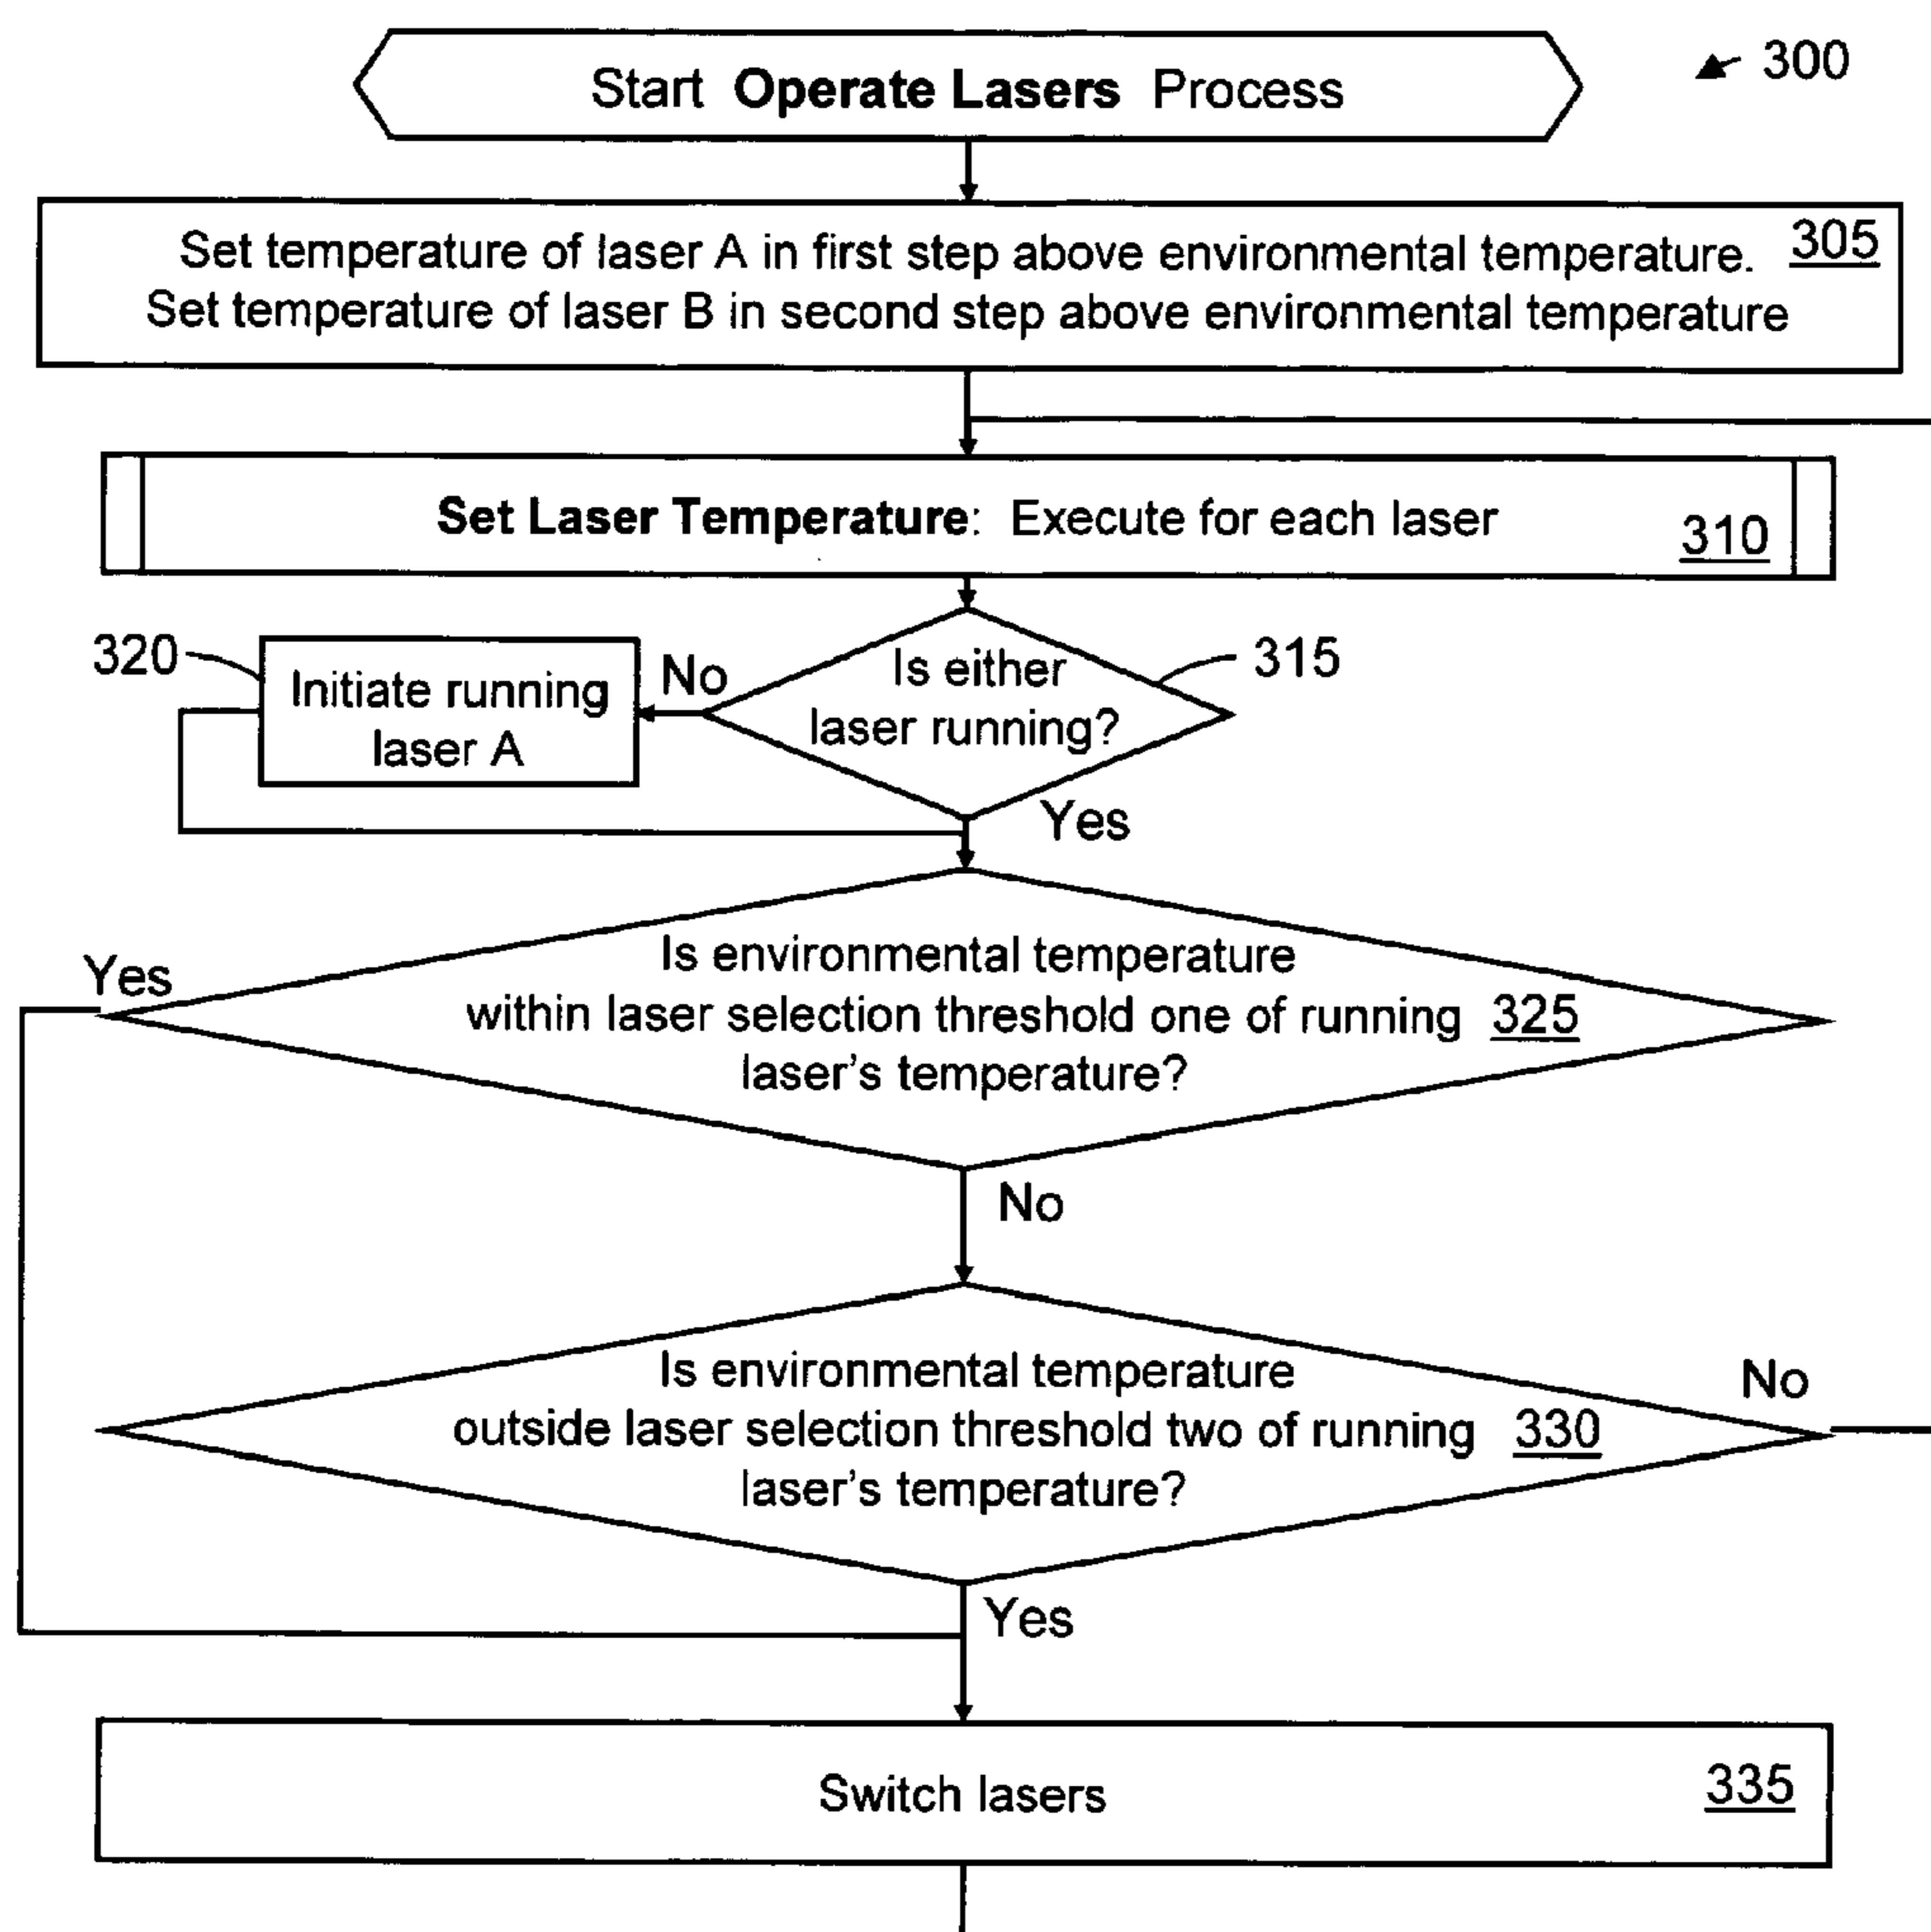 Start Operate Lasers Process
300
Set temperature of laser A in first step above environmental temperature. 305
Set temperature of laser B in second step above environmental temperature
Set Laser Temperature: Execute for each laser
310
320
Initiate running
laser A
No
Is either
laser running?
315
Yes
Is environmental temperature
Yes
within laser selection threshold one of running 325
laser's temperature?
No
Is environmental temperature
No
outside laser selection threshold two of running 330
laser's temperature?
Yes
Switch lasers
335